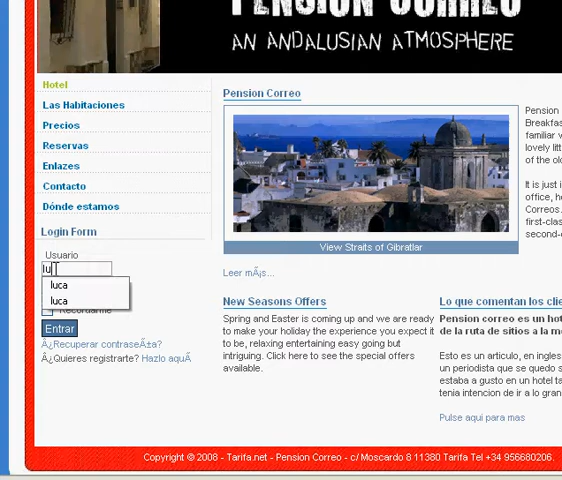 PENSION CORREO
AN ANDALUSIAN ATMOSPHERE
Hotel
Las Habitaciones
Precios
Reservas
Enlazes
Contacto
Dónde estamos
Login Form
Usuario
lu
luca
luca
Recordarme
Entrar
Â¿Recuperar contraseÃ±a?
Â¿Quieres registrarte? Hazlo aquÃ
Pension Correo
View Straits of Gibraltar
Leer mÃ¡s...
Pension
Breakfas
familiar v
lovely litt
of the old
It is just i
office, he
Correos.
first-clas
second-
New Seasons Offers
Spring and Easter is coming up and we are ready
to make your holiday the experience you expect it
to be, relaxing entertaining easy going but
intriguing. Click here to see the special offers
available.
Lo que comentan los clie
Pension correo es un hot
de la ruta de sitios a la m
Esto es un articulo, en ingles
un periodista que se quedo s
estaba a gusto en un hotel ta
tenia intencion de ir a lo gran
Pulse aqui para mas
Copyright © 2008 - Tarifa.net - Pension Correo - c/ Moscardo 8 11380 Tarifa Tel +34 956680206.